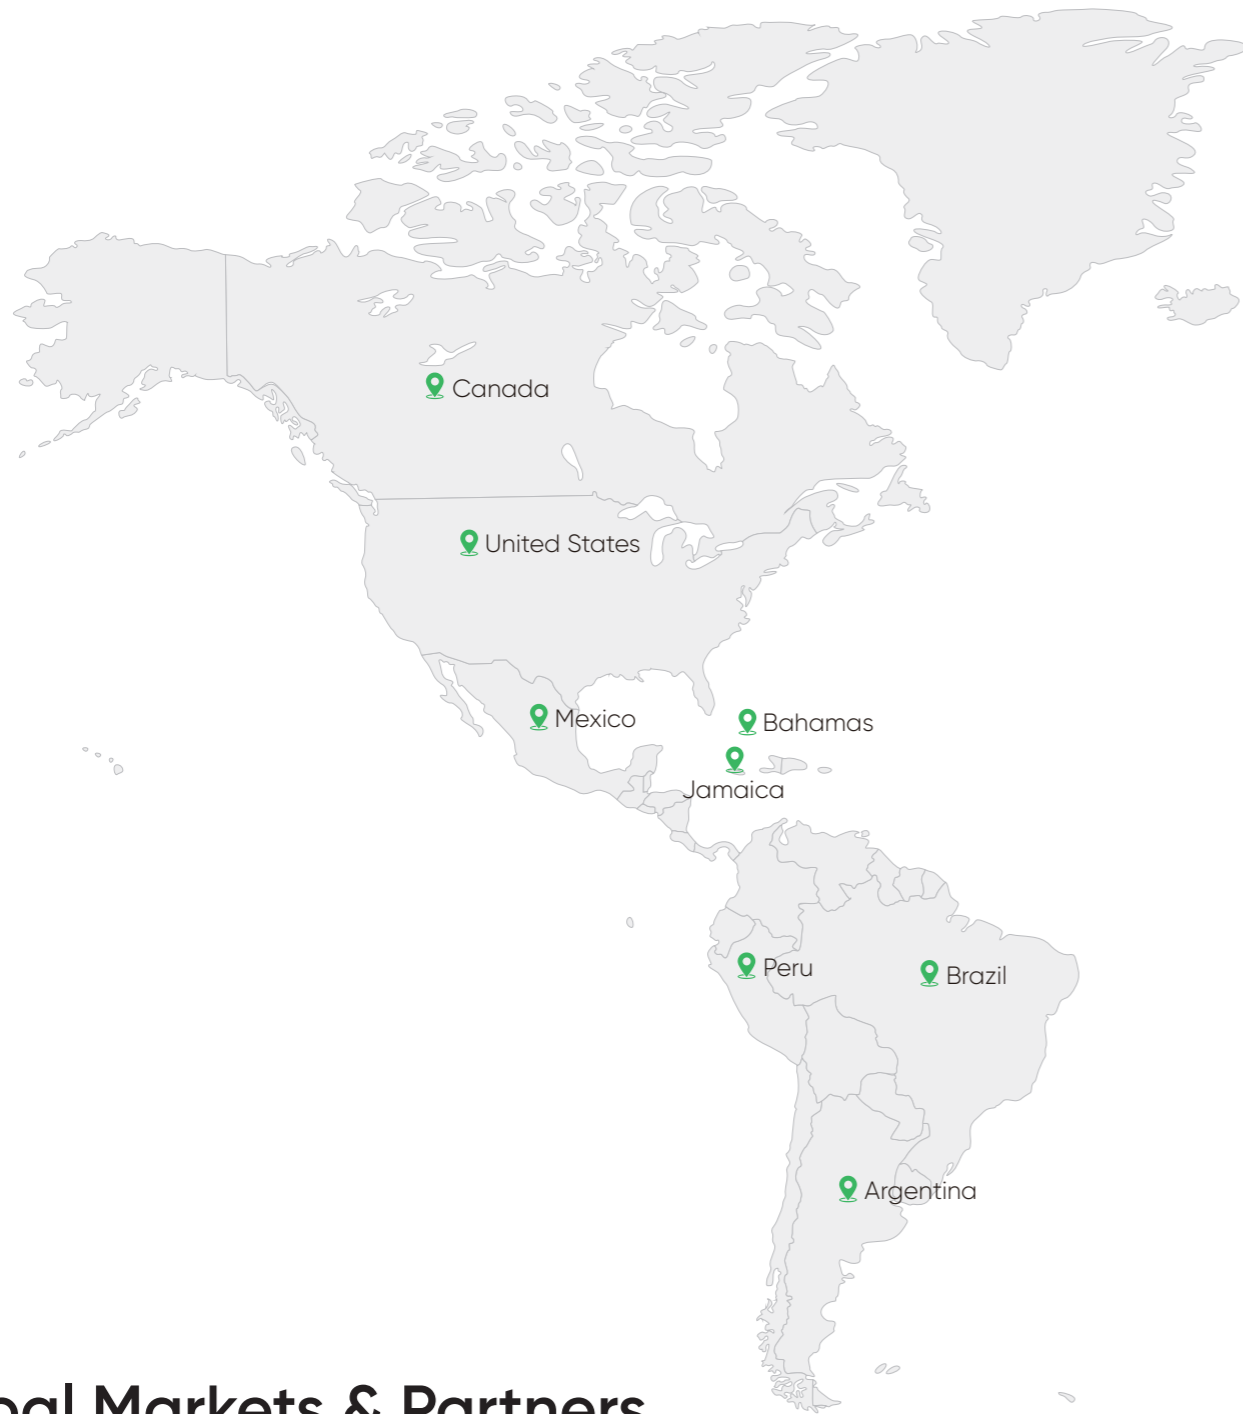 Canada
United States
Mexico
Bahamas
Jamaica
Peru
Brazil
Argentina
Markets & Partners